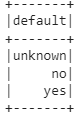 +-------+
|default|
+-------+
|unknown|
|     no|
|    yes|
+-------+